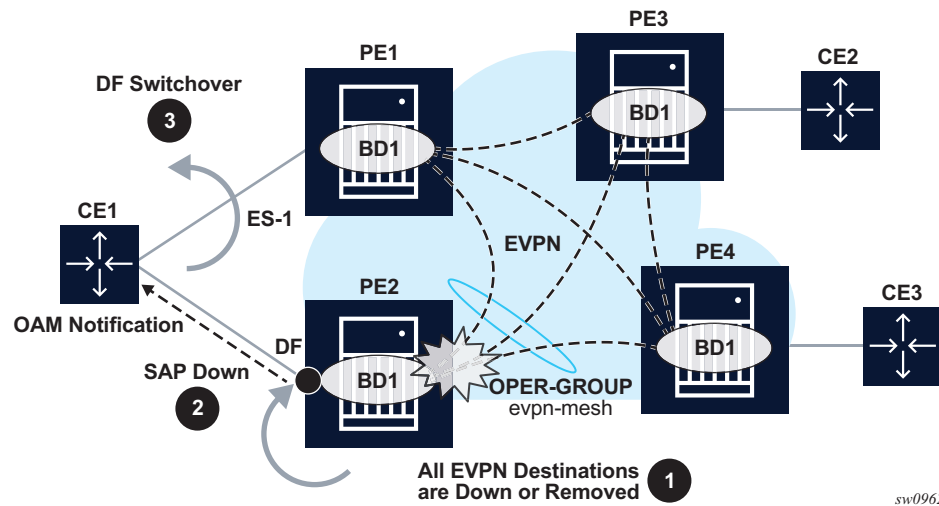 PE1
PE3
CE2
DF Switchover
3
BD1
BD1
ES-1
CE1
EVPN
PE4
PE2
CE3
OAM Notification
DF
SAP Down
2
BD1
BD1
OPER-GROUP
evpn-mesh
All EVPN Destinations
are Down or Removed
1